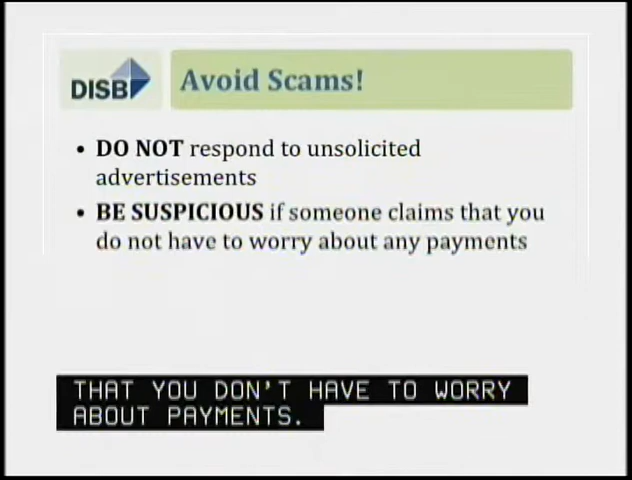 DISB
Avoid Scams!
• DO NOT respond to unsolicited
advertisements
• BE SUSPICIOUS if someone claims that you
do not have to worry about any payments
THAT YOU DON'T HAVE TO WORRY
ABOUT PAYMENTS.